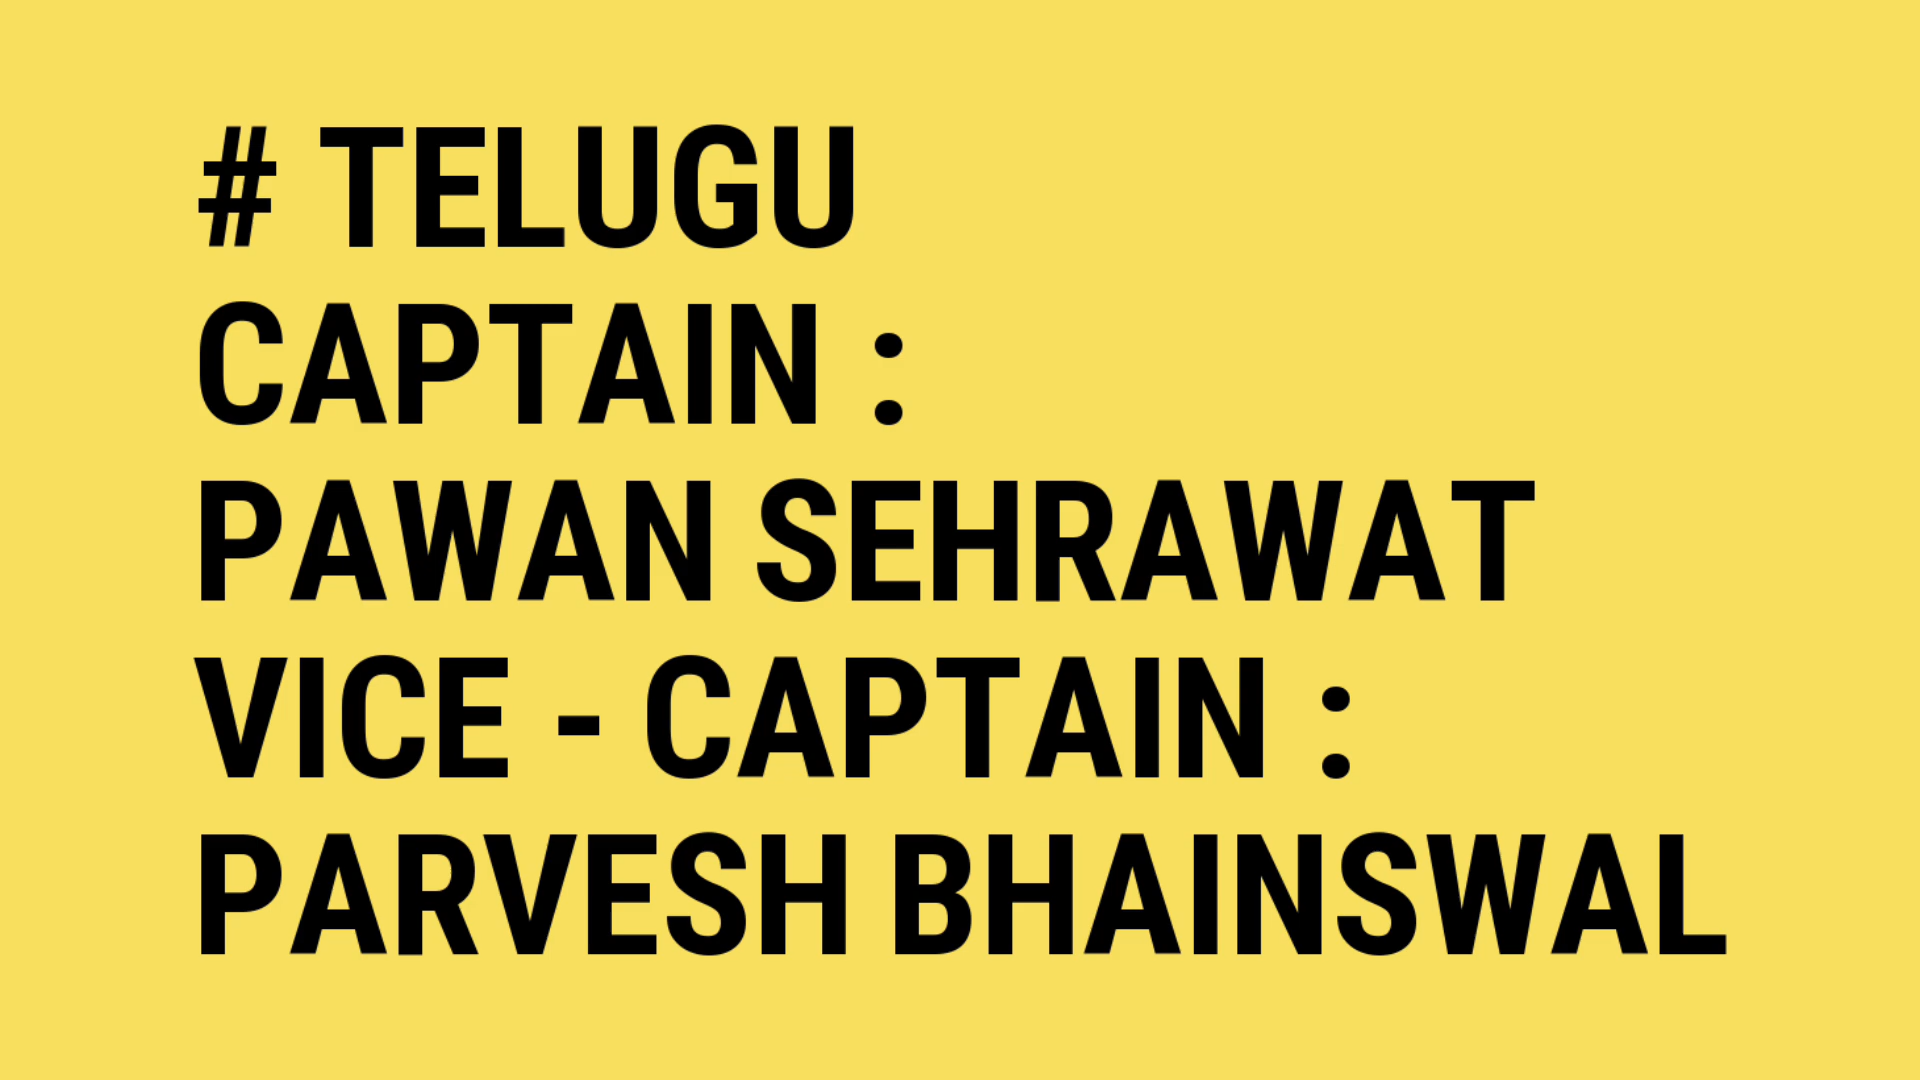 # TELUGU
CAPTAIN :
PAWAN SEHRAWAT
VICE - CAPTAIN :
PARVESH BHAINSWAL